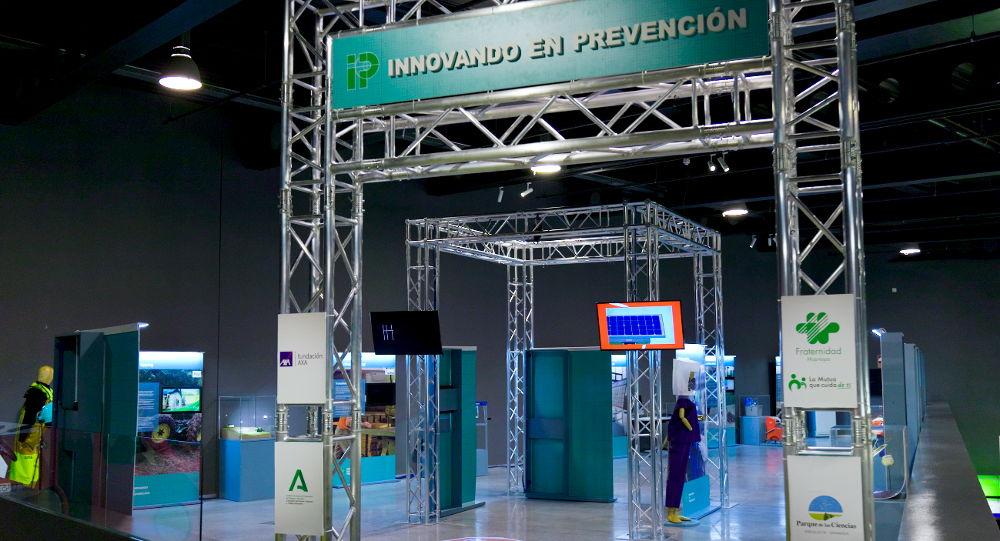 INNOVANDO EN PREVENCIÓN
AXA
fundación
AXA
Fraternidad
Muprespa
La Mutua
que cuida de ti
Parque de las Ciencias
ANDALUCÍA - GRANADA